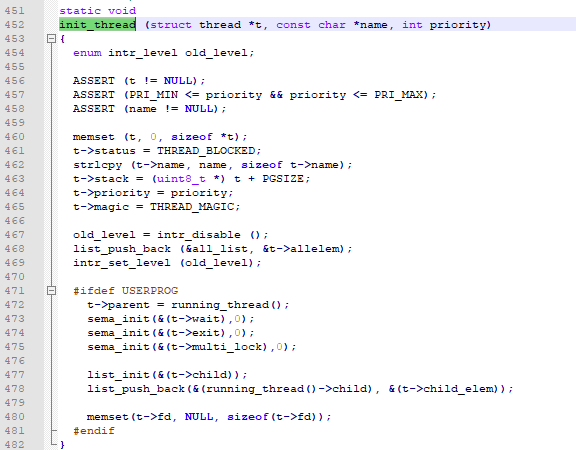 451 static void
452 init_thread (struct thread *t, const char *name, int priority)
453 {
454   enum intr_level old_level;
455
456   ASSERT (t != NULL);
457   ASSERT (PRI_MIN <= priority && priority <= PRI_MAX);
458   ASSERT (name != NULL);
459
460   memset (t, 0, sizeof *t);
461   t->status = THREAD_BLOCKED;
462   strlcpy (t->name, name, sizeof t->name);
463   t->stack = (uint8_t *) t + PGSIZE;
464   t->priority = priority;
465   t->magic = THREAD_MAGIC;
466
467   old_level = intr_disable ();
468   list_push_back (&all_list, &t->allelem);
469   intr_set_level (old_level);
470
471   #ifdef USERPROG
472     t->parent = running_thread();
473     sema_init(&(t->wait),0);
474     sema_init(&(t->exit),0);
475     sema_init(&(t->multi_lock),0);
476
477     list_init(&(t->child));
478     list_push_back(&(running_thread()->child), &(t->child_elem));
479
480     memset(t->fd, NULL, sizeof(t->fd));
481   #endif
482 }